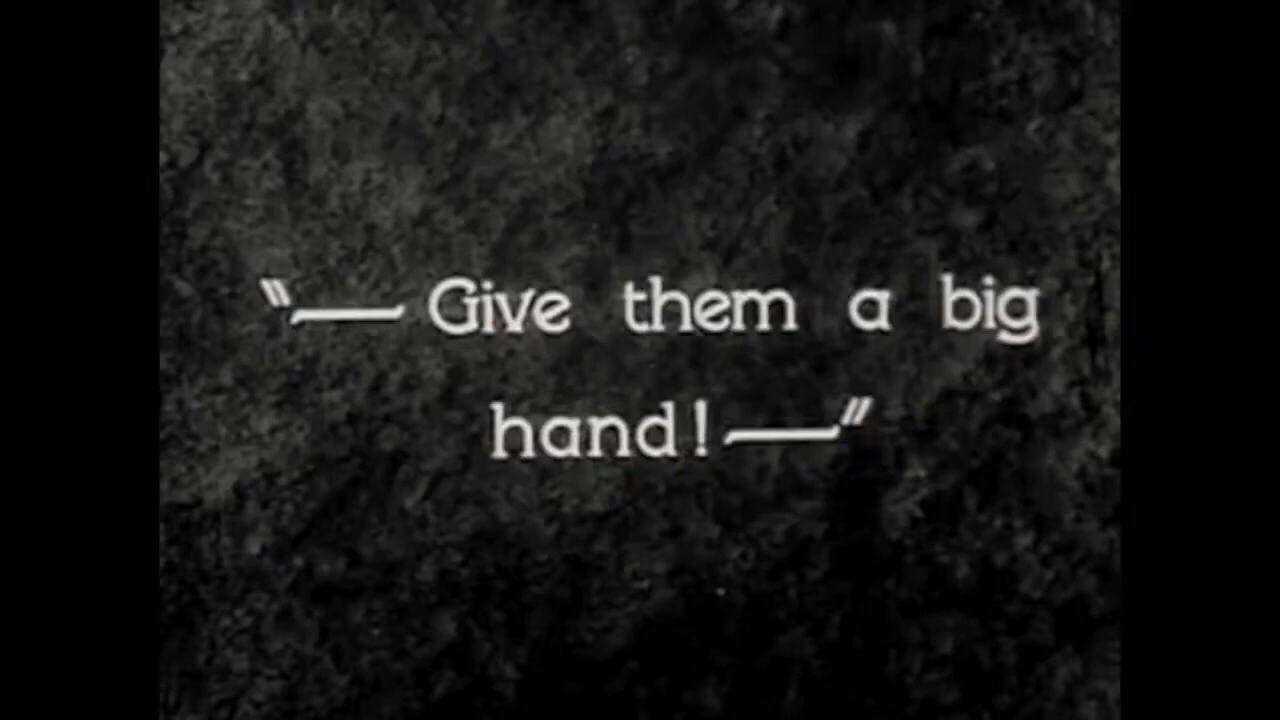 "— Give them a big
hand! —"